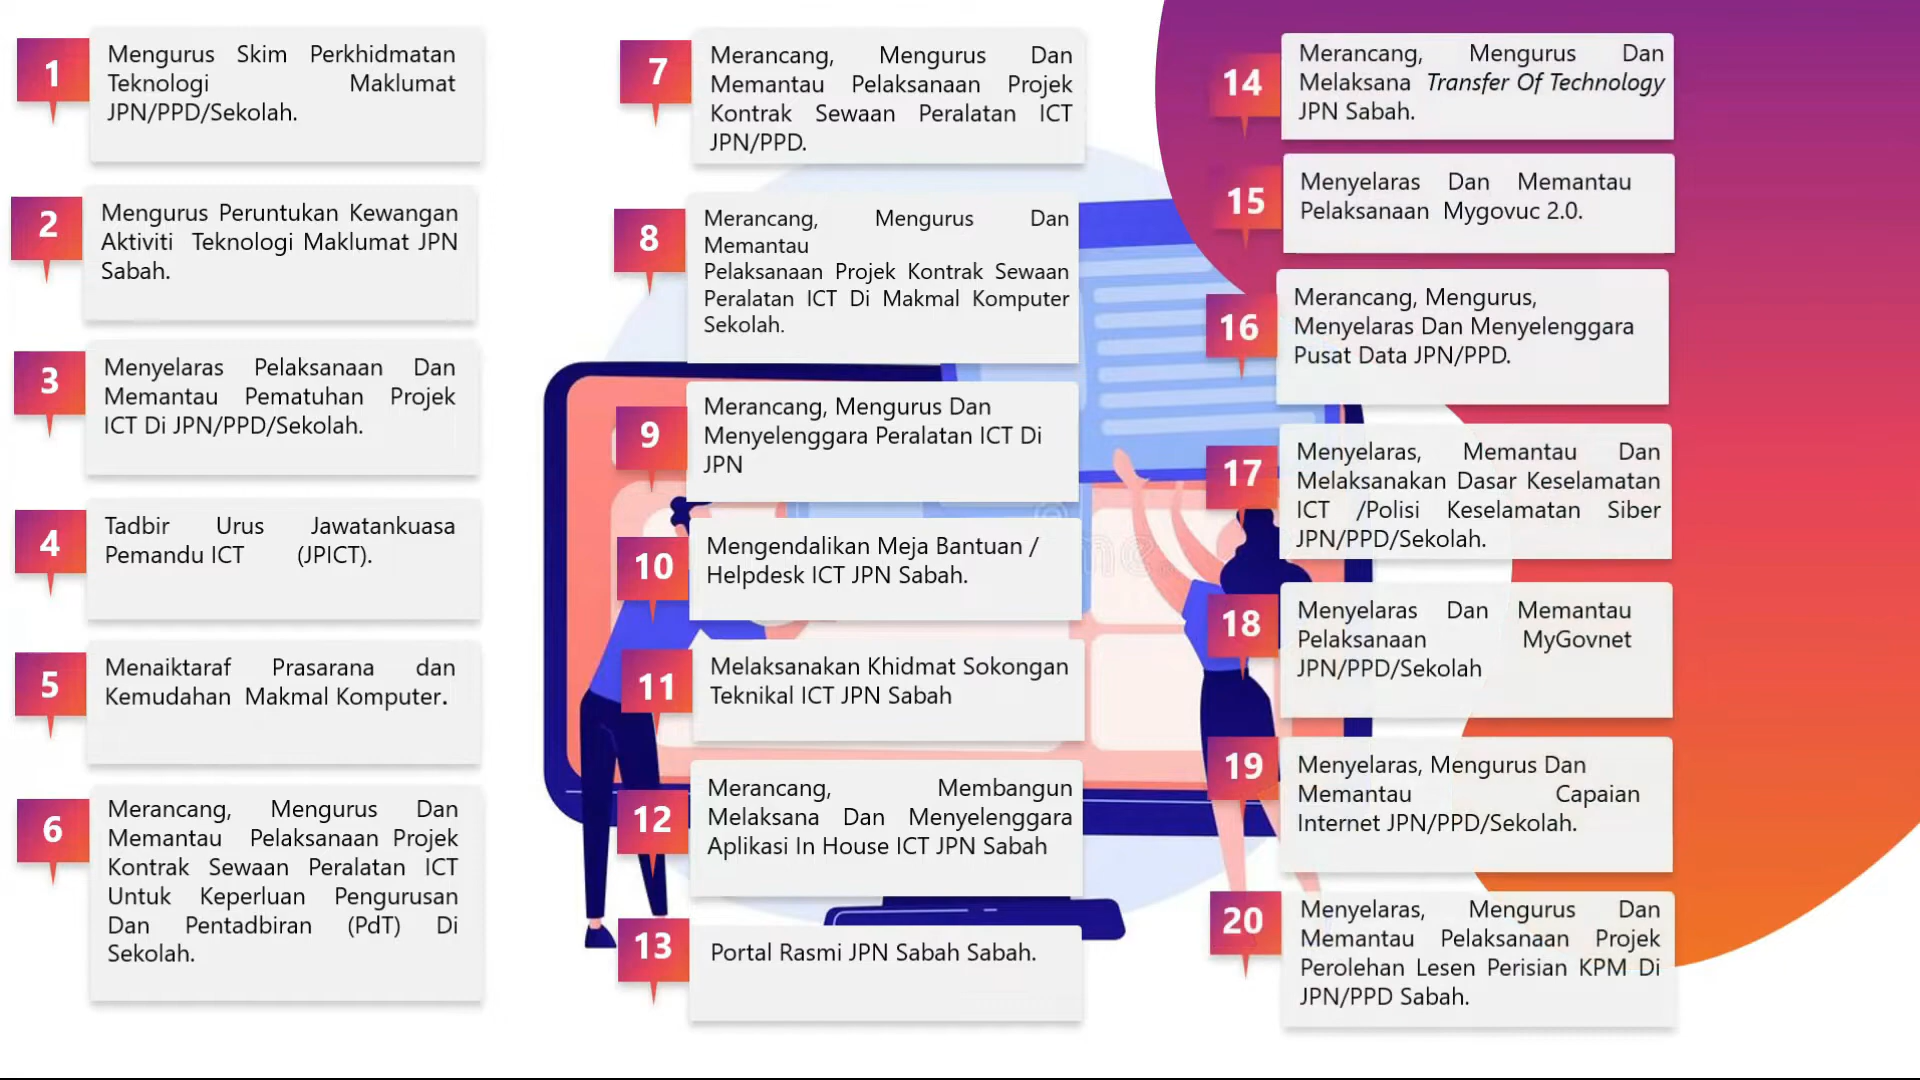 1
Mengurus Skim Perkhidmatan
Teknologi Maklumat
JPN/PPD/Sekolah.
2
Mengurus Peruntukan Kewangan
Aktiviti Teknologi Maklumat JPN
Sabah.
3
Menyelaras Pelaksanaan Dan
Memantau Pematuhan Projek
ICT Di JPN/PPD/Sekolah.
4
Tadbir Urus Jawatankuasa
Pemandu ICT (JPICT).
5
Menaiktaraf Prasarana dan
Kemudahan Makmal Komputer.
6
Merancang, Mengurus Dan
Memantau Pelaksanaan Projek
Kontrak Sewaan Peralatan ICT
Untuk Keperluan Pengurusan
Dan Pentadbiran (PdT) Di
Sekolah.
7
Merancang, Mengurus Dan
Memantau Pelaksanaan Projek
Kontrak Sewaan Peralatan ICT
JPN/PPD.
8
Merancang, Mengurus Dan
Memantau
Pelaksanaan Projek Kontrak Sewaan
Peralatan ICT Di Makmal Komputer
Sekolah.
9
Merancang, Mengurus Dan
Menyelenggara Peralatan ICT Di
JPN
10
Mengendalikan Meja Bantuan /
Helpdesk ICT JPN Sabah.
11
Melaksanakan Khidmat Sokongan
Teknikal ICT JPN Sabah
12
Merancang, Membangun
Melaksana Dan Menyelenggara
Aplikasi In House ICT JPN Sabah
13
Portal Rasmi JPN Sabah Sabah.
14
Merancang, Mengurus Dan
Melaksana Transfer Of Technology
JPN Sabah.
15
Menyelaras Dan Memantau
Pelaksanaan Mygovuc 2.0.
16
Merancang, Mengurus,
Menyelaras Dan Menyelenggara
Pusat Data JPN/PPD.
17
Menyelaras, Memantau Dan
Melaksanakan Dasar Keselamatan
ICT /Polisi Keselamatan Siber
JPN/PPD/Sekolah.
18
Menyelaras Dan Memantau
Pelaksanaan MyGovnet
JPN/PPD/Sekolah
19
Menyelaras, Mengurus Dan
Memantau Capaian
Internet JPN/PPD/Sekolah.
20
Menyelaras, Mengurus Dan
Memantau Pelaksanaan Projek
Perolehan Lesen Perisian KPM Di
JPN/PPD Sabah.